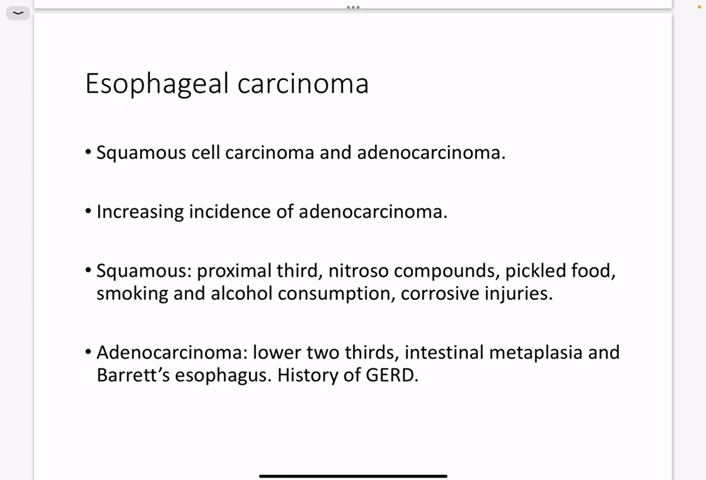 Esophageal carcinoma
• Squamous cell carcinoma and adenocarcinoma.
• Increasing incidence of adenocarcinoma.
• Squamous: proximal third, nitroso compounds, pickled food,
smoking and alcohol consumption, corrosive injuries.
• Adenocarcinoma: lower two thirds, intestinal metaplasia and
Barrett’s esophagus. History of GERD.